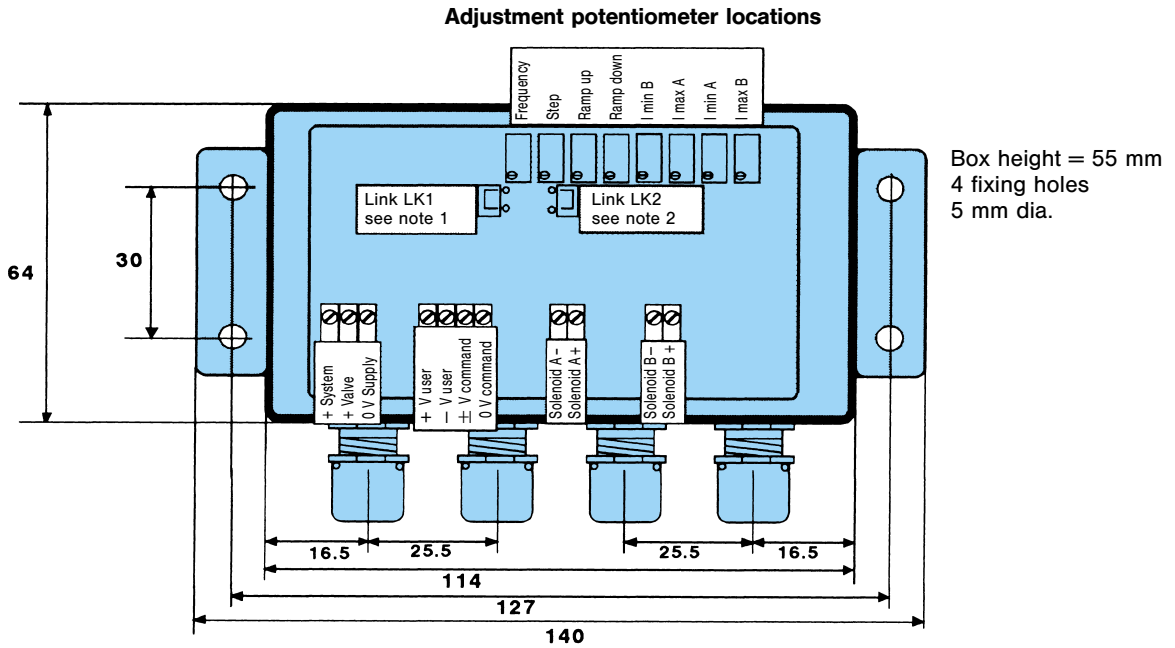 Adjustment potentiometer locations
Frequency
Step
Ramp up
Ramp down
I min B
I max A
I min A
I max B
Box height = 55 mm
4 fixing holes
5 mm dia.
Link LK1
see note 1
Link LK2
see note 2
64
30
+ System
+ Valve
0 V Supply
+ V user
− V user
± V command
0 V command
Solenoid A−
Solenoid A+
Solenoid B−
Solenoid B+
16.5
25.5
25.5
16.5
114
127
140